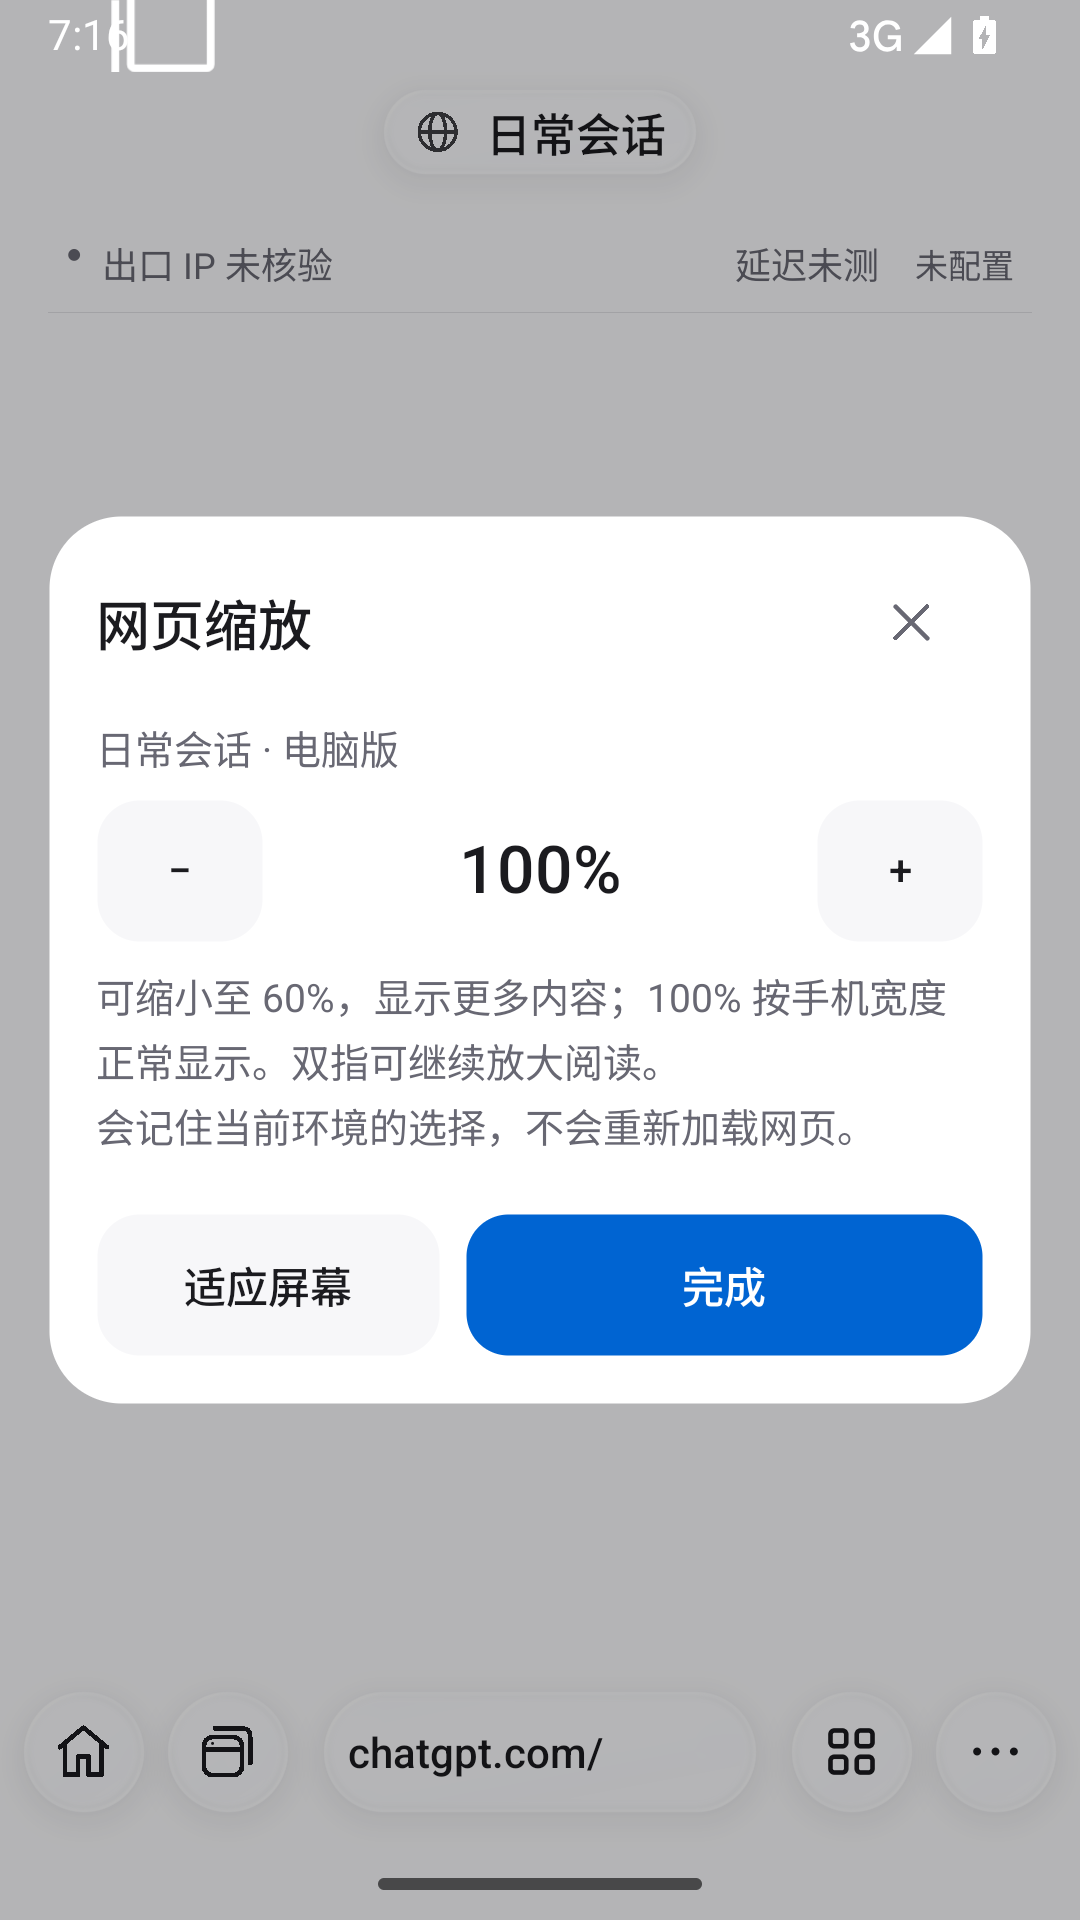 7:16
3G
日常会话
出口 IP 未核验
延迟未测
未配置
网页缩放
日常会话 · 电脑版
−
100%
+
可缩小至 60%，显示更多内容；100% 按手机宽度
正常显示。双指可继续放大阅读。
会记住当前环境的选择，不会重新加载网页。
适应屏幕
完成
chatgpt.com/